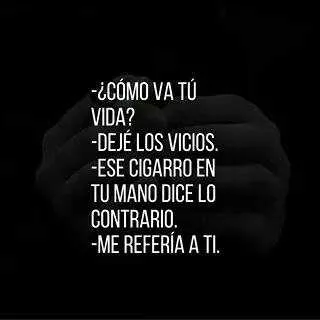 -¿CÓMO VA TÚ
VIDA?
-DEJÉ LOS VICIOS.
-ESE CIGARRO EN
TU MANO DICE LO
CONTRARIO.
-ME REFERÍA A TI.